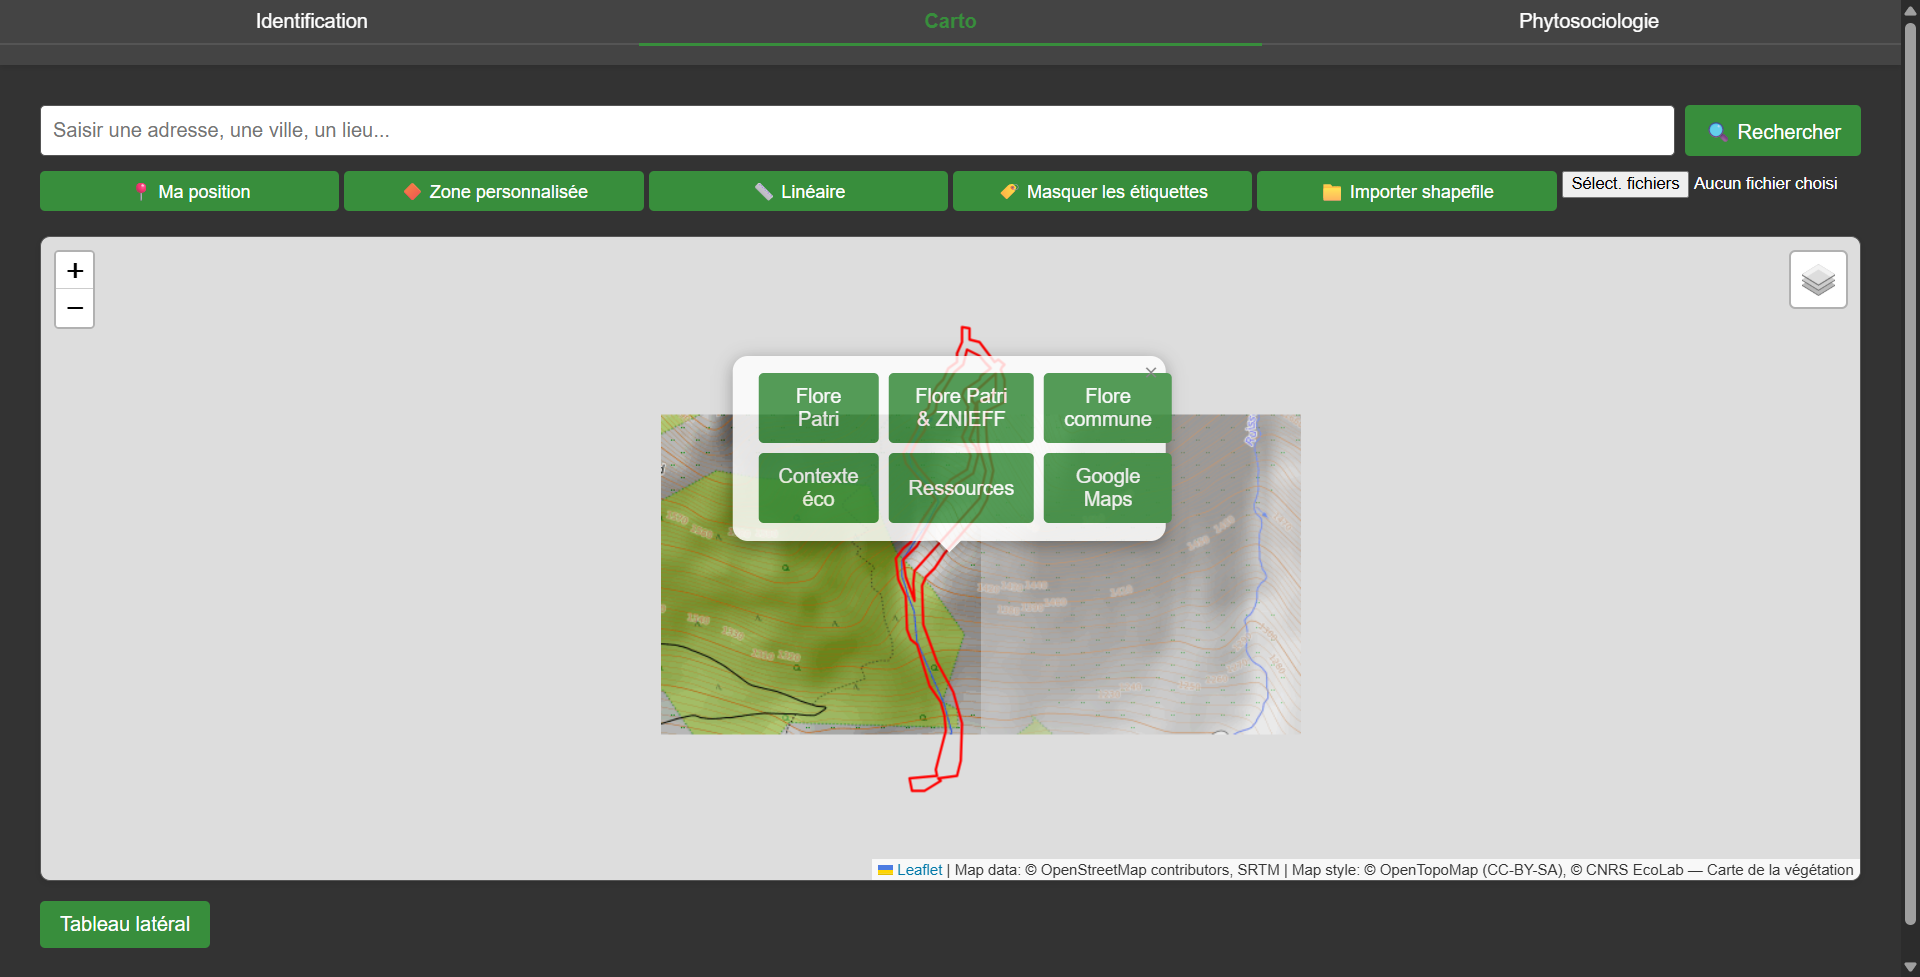 Identification
Carto
Phytosociologie
Saisir une adresse, une ville, un lieu...
Rechercher
Ma position
Zone personnalisée
Linéaire
Masquer les étiquettes
Importer shapefile
Sélect. fichiers
Aucun fichier choisi
+
−
Flore
Patri
Flore Patri
& ZNIEFF
Flore
commune
Contexte
éco
Ressources
Google
Maps
Leaflet | Map data: © OpenStreetMap contributors, SRTM | Map style: © OpenTopoMap (CC-BY-SA), © CNRS EcoLab — Carte de la végétation
Tableau latéral